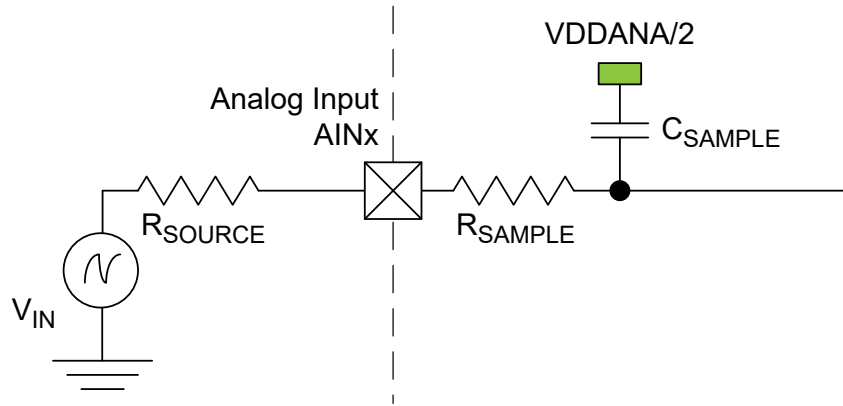 VDDANA/2
Analog Input
AINx
CSAMPLE
RSOURCE
RSAMPLE
VIN